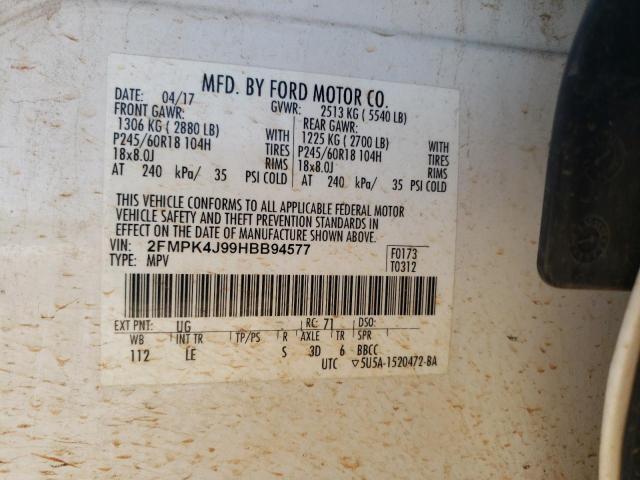 MFD. BY FORD MOTOR CO.
DATE: 04/17 GVWR: 2513 KG ( 5540 LB)
FRONT GAWR: REAR GAWR:
1306 KG ( 2880 LB) WITH 1225 KG ( 2700 LB) WITH
P245/60R18 104H TIRES P245/60R18 104H TIRES
18x8.0J RIMS 18x8.0J RIMS
AT 240 kPa/ 35 PSI COLD AT 240 kPa/ 35 PSI COLD
THIS VEHICLE CONFORMS TO ALL APPLICABLE FEDERAL MOTOR
VEHICLE SAFETY AND THEFT PREVENTION STANDARDS IN
EFFECT ON THE DATE OF MANUFACTURE SHOWN ABOVE.
VIN: 2FMPK4J99HBB94577 F0173
TYPE: MPV T0312
EXT PNT: UG RC: 71 DSO:
WB INT TR TP/PS R AXLE TR SPR
112 LE S 3D 6 BBCC
UTC ▽5U5A-1520472-BA